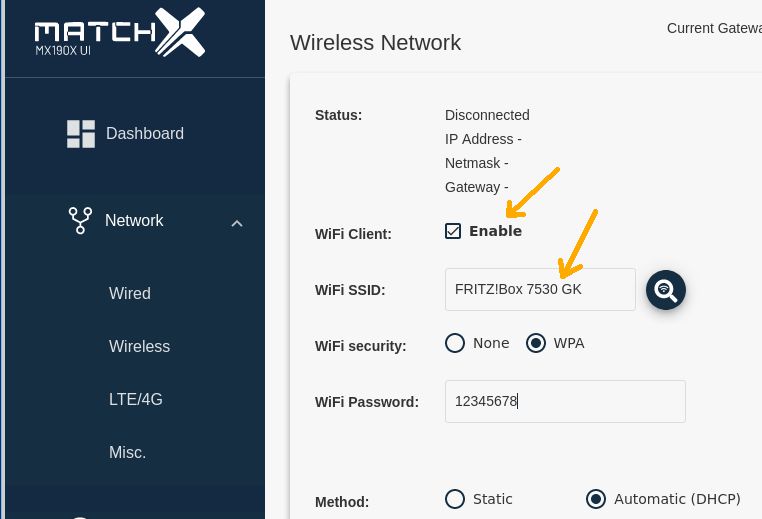 MATCHX
MX190X UI
Current Gatewa
Wireless Network
Dashboard
Network
Wired
Wireless
LTE/4G
Misc.
Status:
Disconnected
IP Address -
Netmask -
Gateway -
WiFi Client:
Enable
WiFi SSID:
FRITZ!Box 7530 GK
WiFi security:
None
WPA
WiFi Password:
12345678
Method:
Static
Automatic (DHCP)